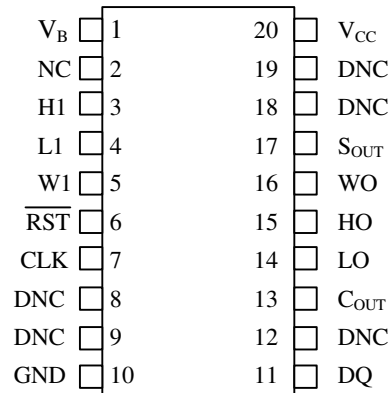 V_B 1 20 V_CC
NC 2 19 DNC
H1 3 18 DNC
L1 4 17 S_OUT
W1 5 16 WO
R̅S̅T̅ 6 15 HO
CLK 7 14 LO
DNC 8 13 C_OUT
DNC 9 12 DNC
GND 10 11 DQ